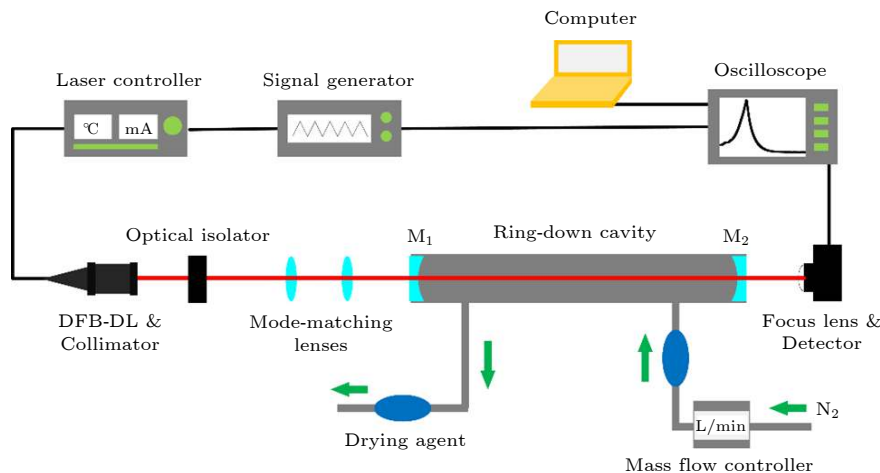 Computer
Laser controller
Signal generator
Oscilloscope
℃
mA
Optical isolator
M₁
Ring-down cavity
M₂
DFB-DL &
Collimator
Mode-matching
lenses
Focus lens &
Detector
Drying agent
L/min
N₂
Mass flow controller